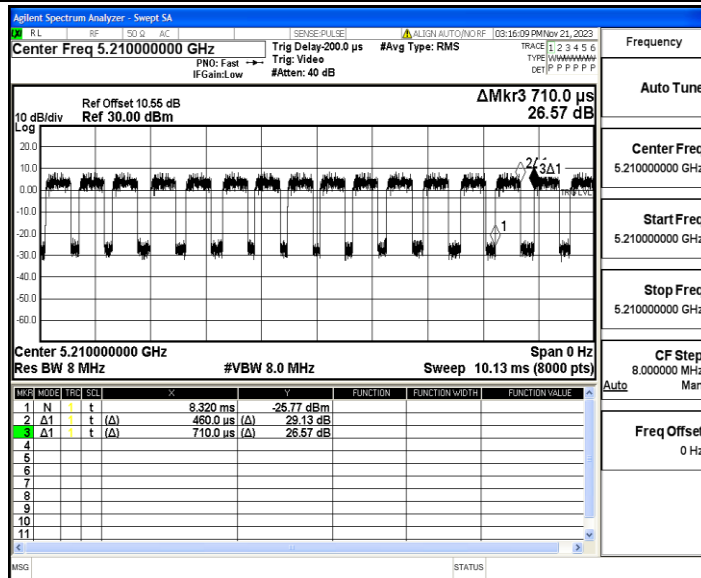 Agilent Spectrum Analyzer - Swept SA
RL RF 50 Ω AC SENSE:PULSE ALIGN AUTO/NO RF 03:16:09 PM Nov 21, 2023
Center Freq 5.210000000 GHz Trig Delay-200.0 µs #Avg Type: RMS TRACE 1 2 3 4 5 6
PNO: Fast Trig: Video TYPE
IFGain:Low #Atten: 40 dB DET P P P P P P
ΔMkr3 710.0 µs
26.57 dB
Ref Offset 10.55 dB
10 dB/div Ref 30.00 dBm
Log
20.0
10.0
0.00
-10.0
-20.0
-30.0
-40.0
-50.0
-60.0
3Δ1
TRIG LVL
1
Center 5.210000000 GHz Span 0 Hz
Res BW 8 MHz #VBW 8.0 MHz Sweep 10.13 ms (8000 pts)
MKR MODE TRC SCL X Y FUNCTION FUNCTION WIDTH FUNCTION VALUE
1 N 1 t 8.320 ms -25.77 dBm
2 Δ1 1 t (Δ) 460.0 µs (Δ) 29.13 dB
3 Δ1 1 t (Δ) 710.0 µs (Δ) 26.57 dB
4
5
6
7
8
9
10
11
MSG STATUS
Frequency
Auto Tune
Center Freq
5.210000000 GHz
Start Freq
5.210000000 GHz
Stop Freq
5.210000000 GHz
CF Step
8.000000 MHz
Auto Man
Freq Offset
0 Hz